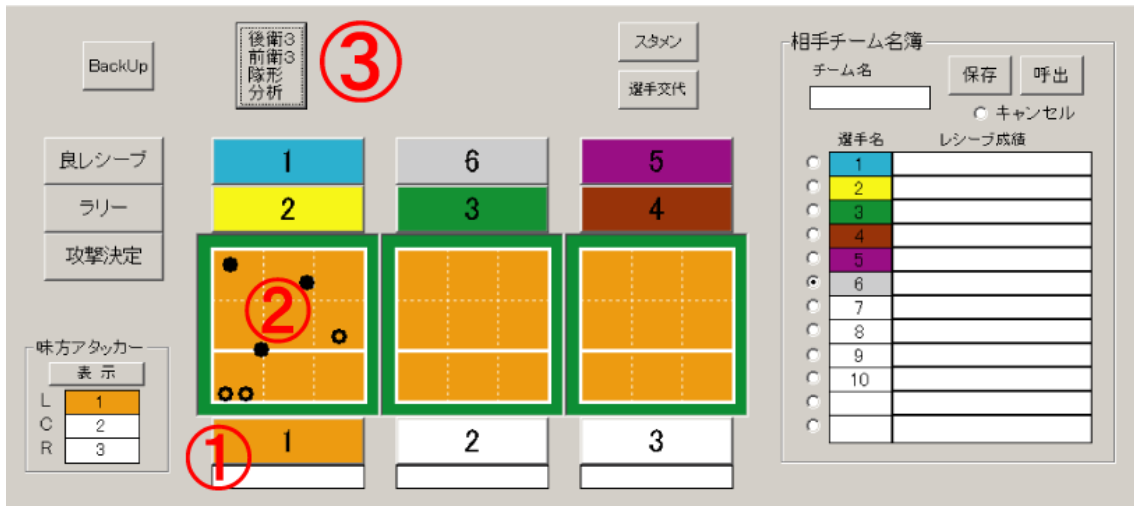 BackUp
後衛3
前衛3
隊形
分析
③
スタメン
選手交代
相手チーム名簿
チーム名
保存
呼出
キャンセル
選手名 レシーブ成績
1
2
3
4
5
6
7
8
9
10
良レシーブ
ラリー
攻撃決定
1 6 5
2 3 4
②
味方アタッカー
表示
L 1
C 2
R 3
①
1 2 3